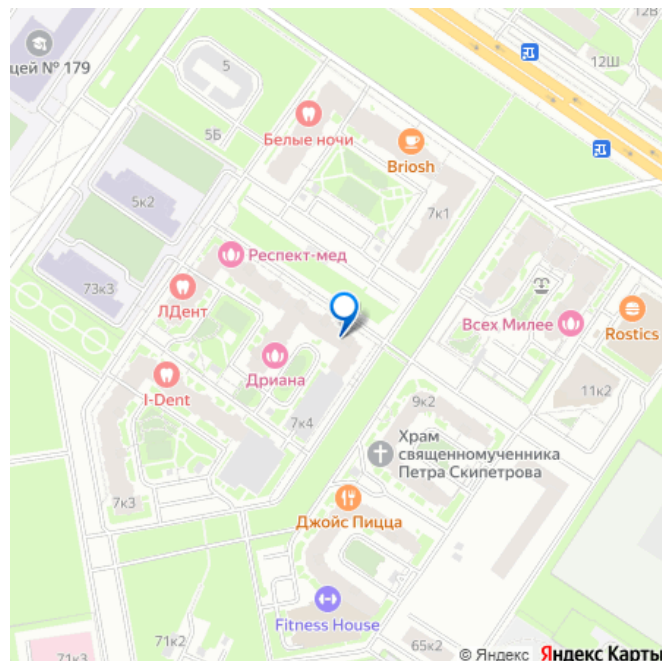 12В
12Ш
цей № 179
5
5Б
Белые ночи
Briosh
5к2
7к1
Респект-мед
73к3
ЛДент
Всех Милее
Rostics
Дриана
I-Dent
11к2
9к2
7к4
Храм
священномученника
Петра Скипетрова
7к3
Джойс Пицца
Fitness House
71к3
71к2
65к2
© Яндекс Яндекс Карты